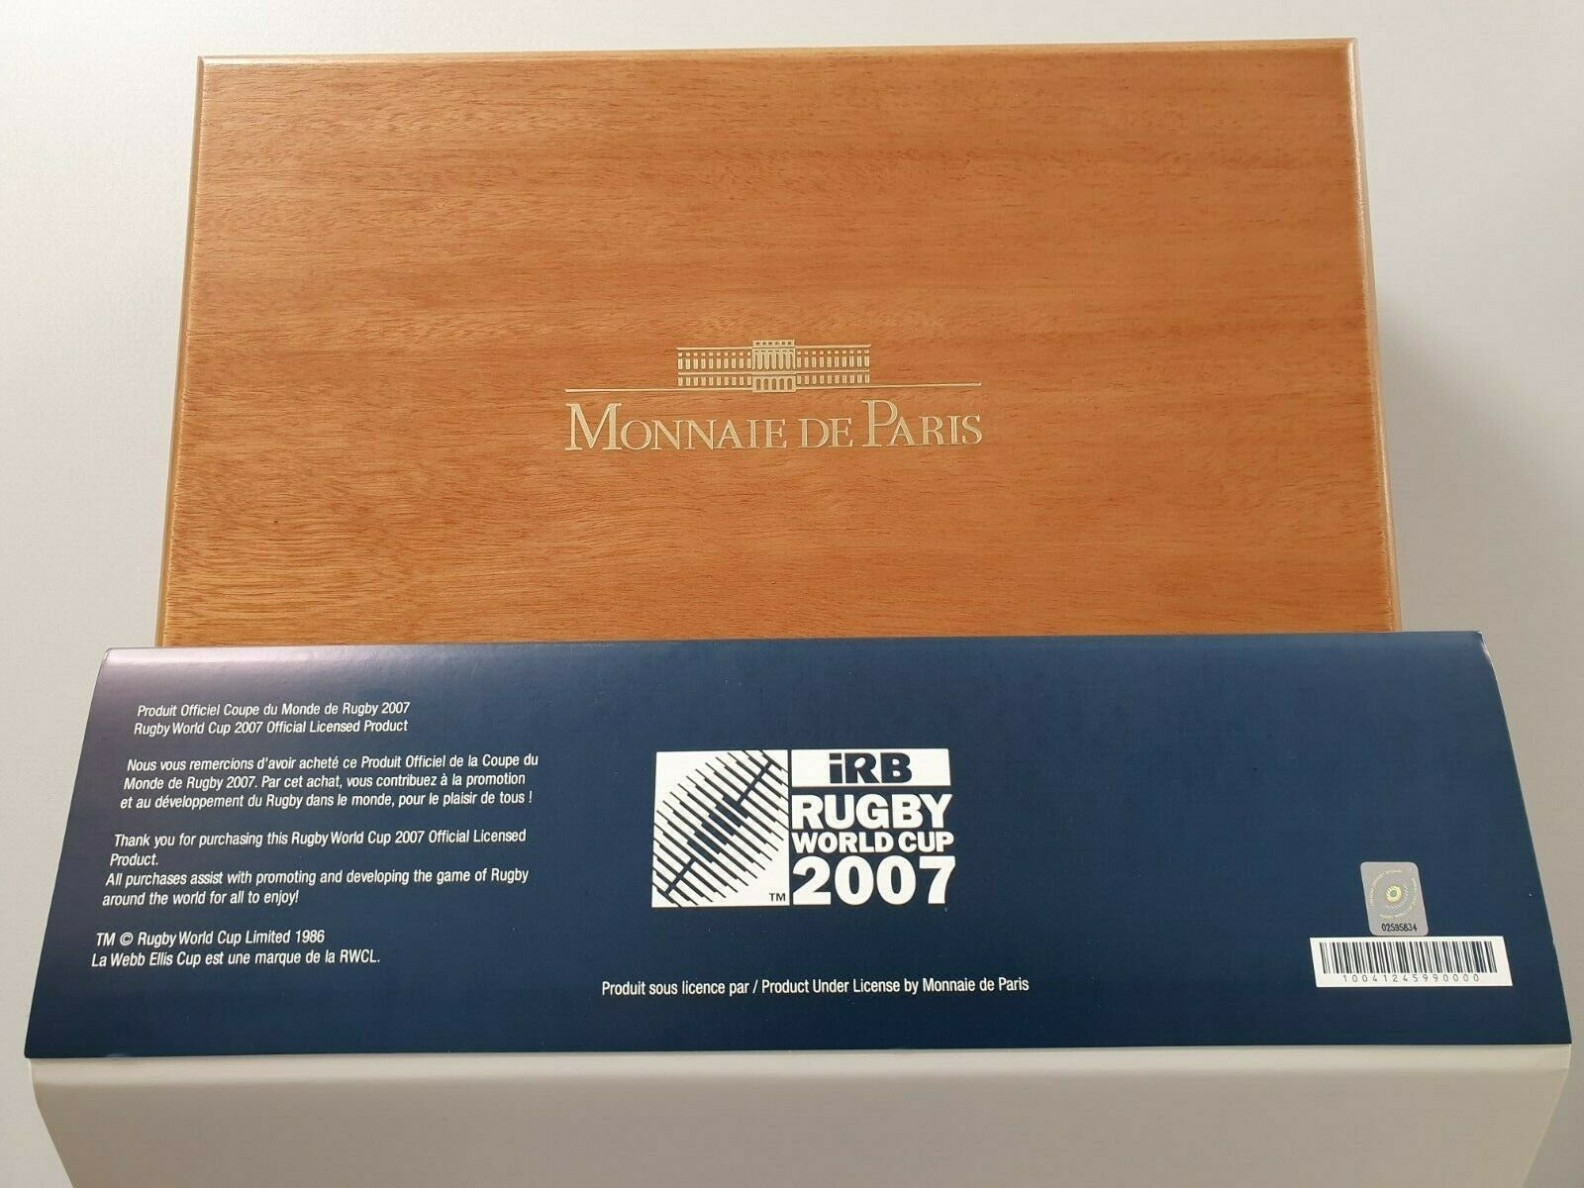 MONNAIE DE PARIS
Produit Officiel Coupe du Monde de Rugby 2007
Rugby World Cup 2007 Official Licensed Product
Nous vous remercions d'avoir acheté ce Produit Officiel de la Coupe du
Monde de Rugby 2007. Par cet achat, vous contribuez à la promotion
et au développement du Rugby dans le monde, pour le plaisir de tous !
Thank you for purchasing this Rugby World Cup 2007 Official Licensed
Product.
All purchases assist with promoting and developing the game of Rugby
around the world for all to enjoy!
TM © Rugby World Cup Limited 1986
La Webb Ellis Cup est une marque de la RWCL.
iRB
RUGBY
WORLD CUP
2007
TM
Produit sous licence par / Product Under License by Monnaie de Paris
02595834
10041245990000